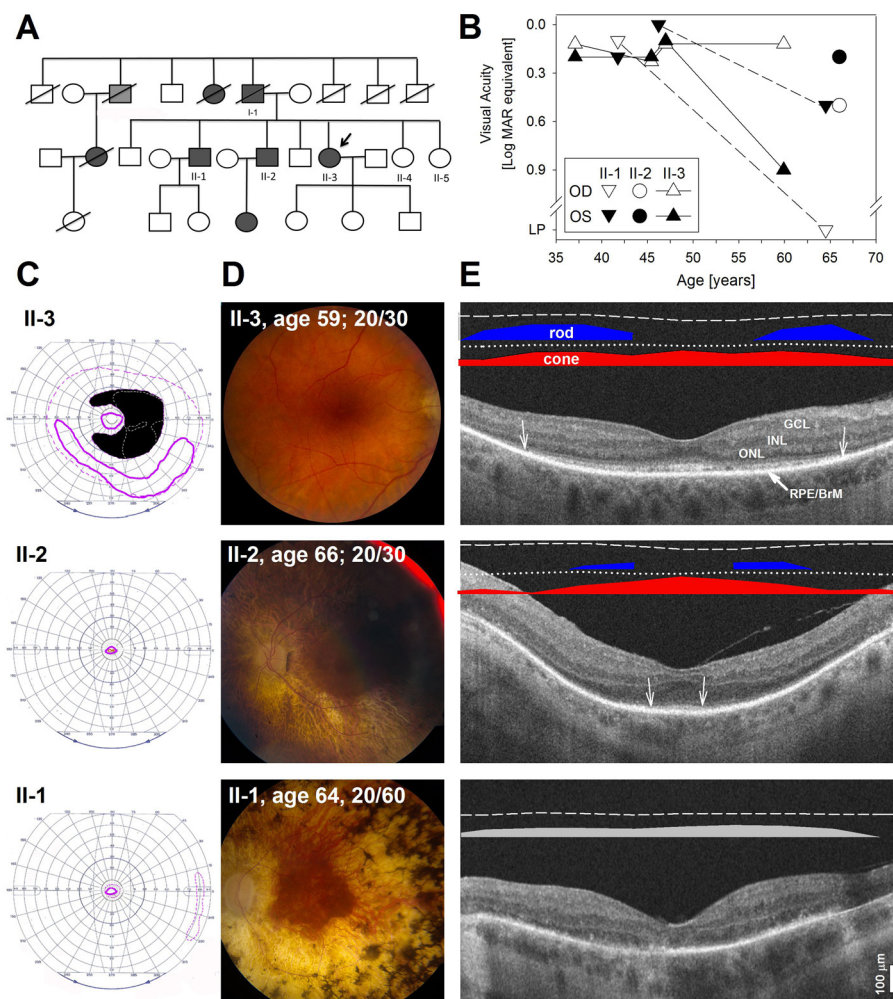 A
I-1
II-1
II-2
II-3
II-4
II-5
B
Visual Acuity
[Log MAR equivalent]
0.0
0.3
0.6
0.9
LP
II-1 II-2 II-3
OD
OS
35 40 45 50 55 60 65 70
Age [years]
C
D
E
II-3
II-3, age 59; 20/30
rod
cone
GCL
INL
ONL
RPE/BrM
II-2
II-2, age 66; 20/30
II-1
II-1, age 64, 20/60
100 µm